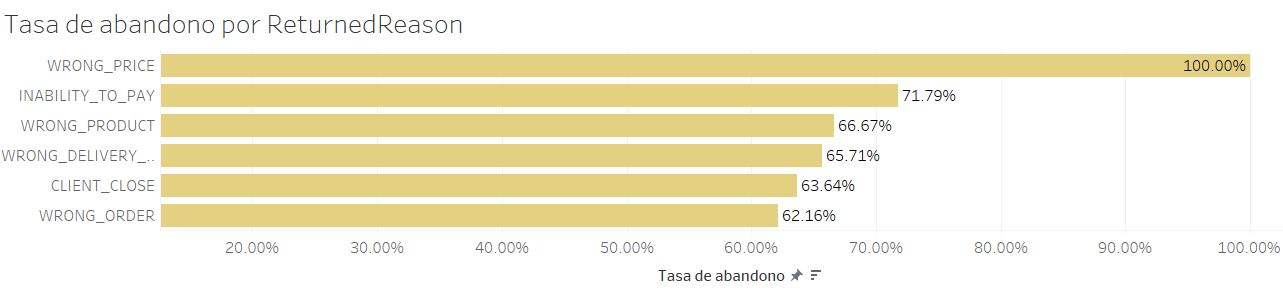 Tasa de abandono por ReturnedReason
WRONG_PRICE 100.00%
INABILITY_TO_PAY 71.79%
WRONG_PRODUCT 66.67%
WRONG_DELIVERY_.. 65.71%
CLIENT_CLOSE 63.64%
WRONG_ORDER 62.16%
20.00% 30.00% 40.00% 50.00% 60.00% 70.00% 80.00% 90.00% 100.00%
Tasa de abandono